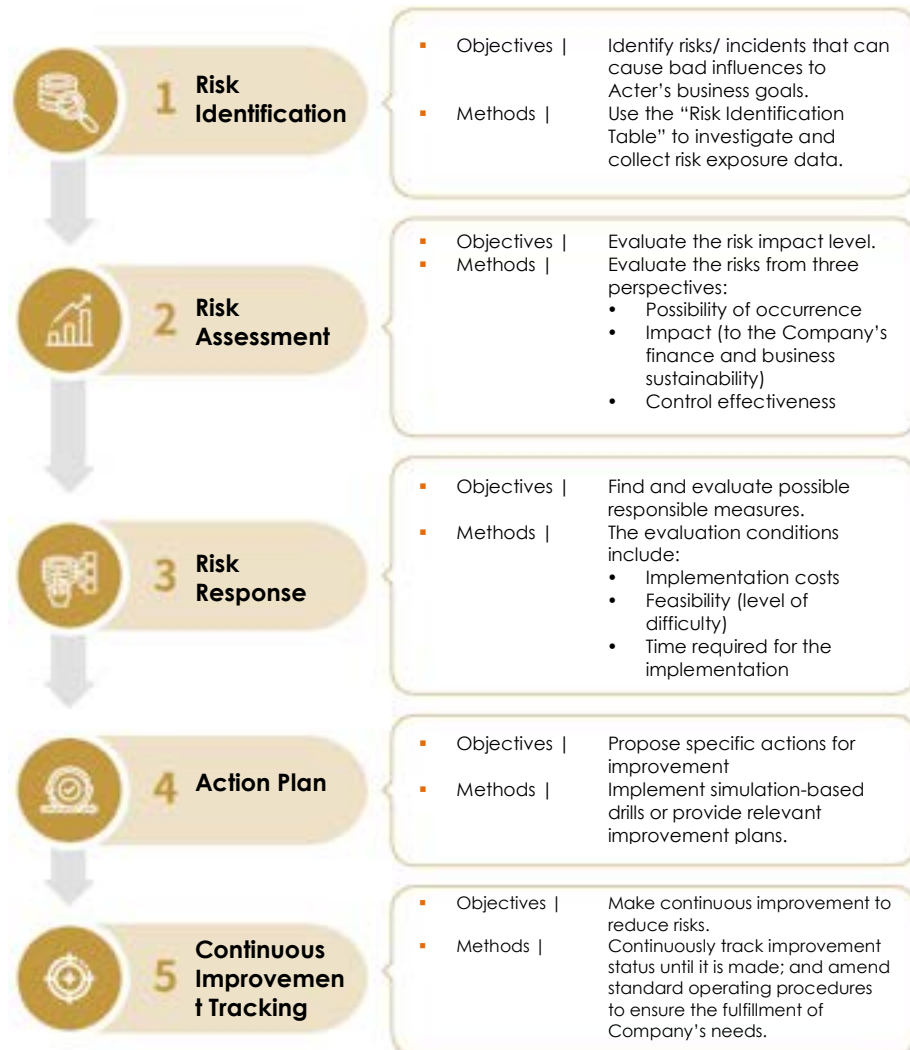 1 Risk
Identification
▪ Objectives | Identify risks/ incidents that can
cause bad influences to
Acter's business goals.
▪ Methods | Use the “Risk Identification
Table” to investigate and
collect risk exposure data.
2 Risk
Assessment
▪ Objectives | Evaluate the risk impact level.
▪ Methods | Evaluate the risks from three
perspectives:
• Possibility of occurrence
• Impact (to the Company's
finance and business
sustainability)
• Control effectiveness
3 Risk
Response
▪ Objectives | Find and evaluate possible
responsible measures.
▪ Methods | The evaluation conditions
include:
• Implementation costs
• Feasibility (level of
difficulty)
• Time required for the
implementation
4 Action Plan
▪ Objectives | Propose specific actions for
improvement
▪ Methods | Implement simulation-based
drills or provide relevant
improvement plans.
5 Continuous
Improvemen
t Tracking
▪ Objectives | Make continuous improvement to
reduce risks.
▪ Methods | Continuously track improvement
status until it is made; and amend
standard operating procedures
to ensure the fulfillment of
Company's needs.